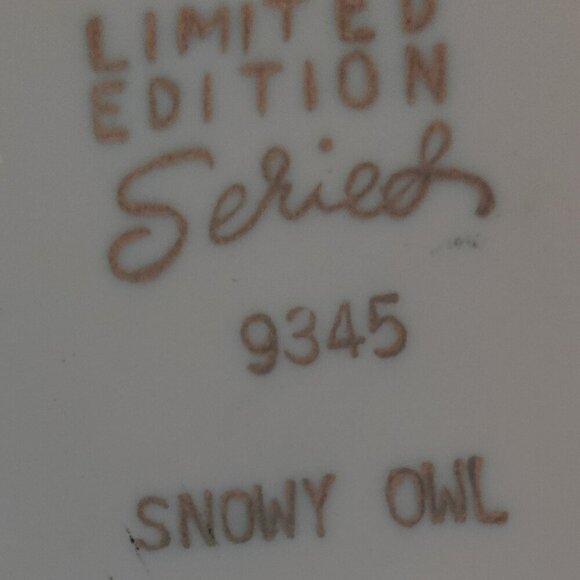 LIMITED
EDITION
Series
9345
SNOWY OWL